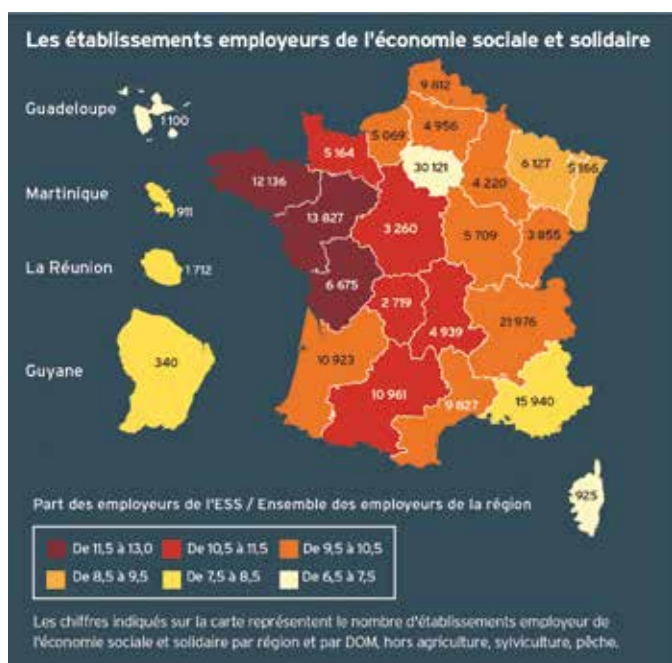 Les établissements employeurs de l'économie sociale et solidaire
9 812
Guadeloupe
1 100
5 069
4 956
5 164
30 121
6 127
5 166
12 136
4 220
Martinique
911
13 827
3 260
5 709
3 855
La Réunion
1 712
6 675
2 719
4 939
21 976
340
10 923
Guyane
10 961
9 827
15 940
925
Part des employeurs de l'ESS / Ensemble des employeurs de la région
De 11,5 à 13,0
De 10,5 à 11,5
De 9,5 à 10,5
De 8,5 à 9,5
De 7,5 à 8,5
De 6,5 à 7,5
Les chiffres indiqués sur la carte représentent le nombre d'établissements employeur de
l'économie sociale et solidaire par région et par DOM, hors agriculture, sylviculture, pêche.